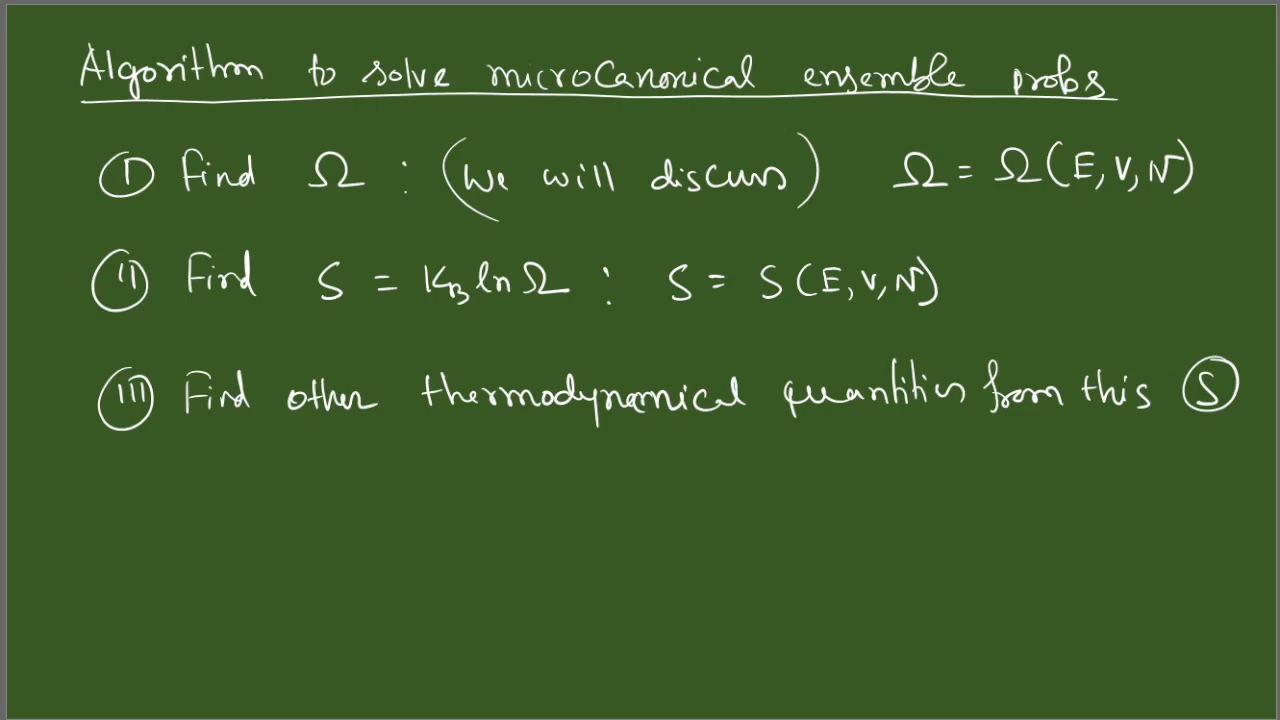 Algorithm to solve microcanonical ensemble probs
(I) Find Ω : (We will discuss) Ω = Ω(E, V, N)
(II) Find S = K_B ln Ω : S = S(E, V, N)
(III) Find other thermodynamical quantities from this (S)